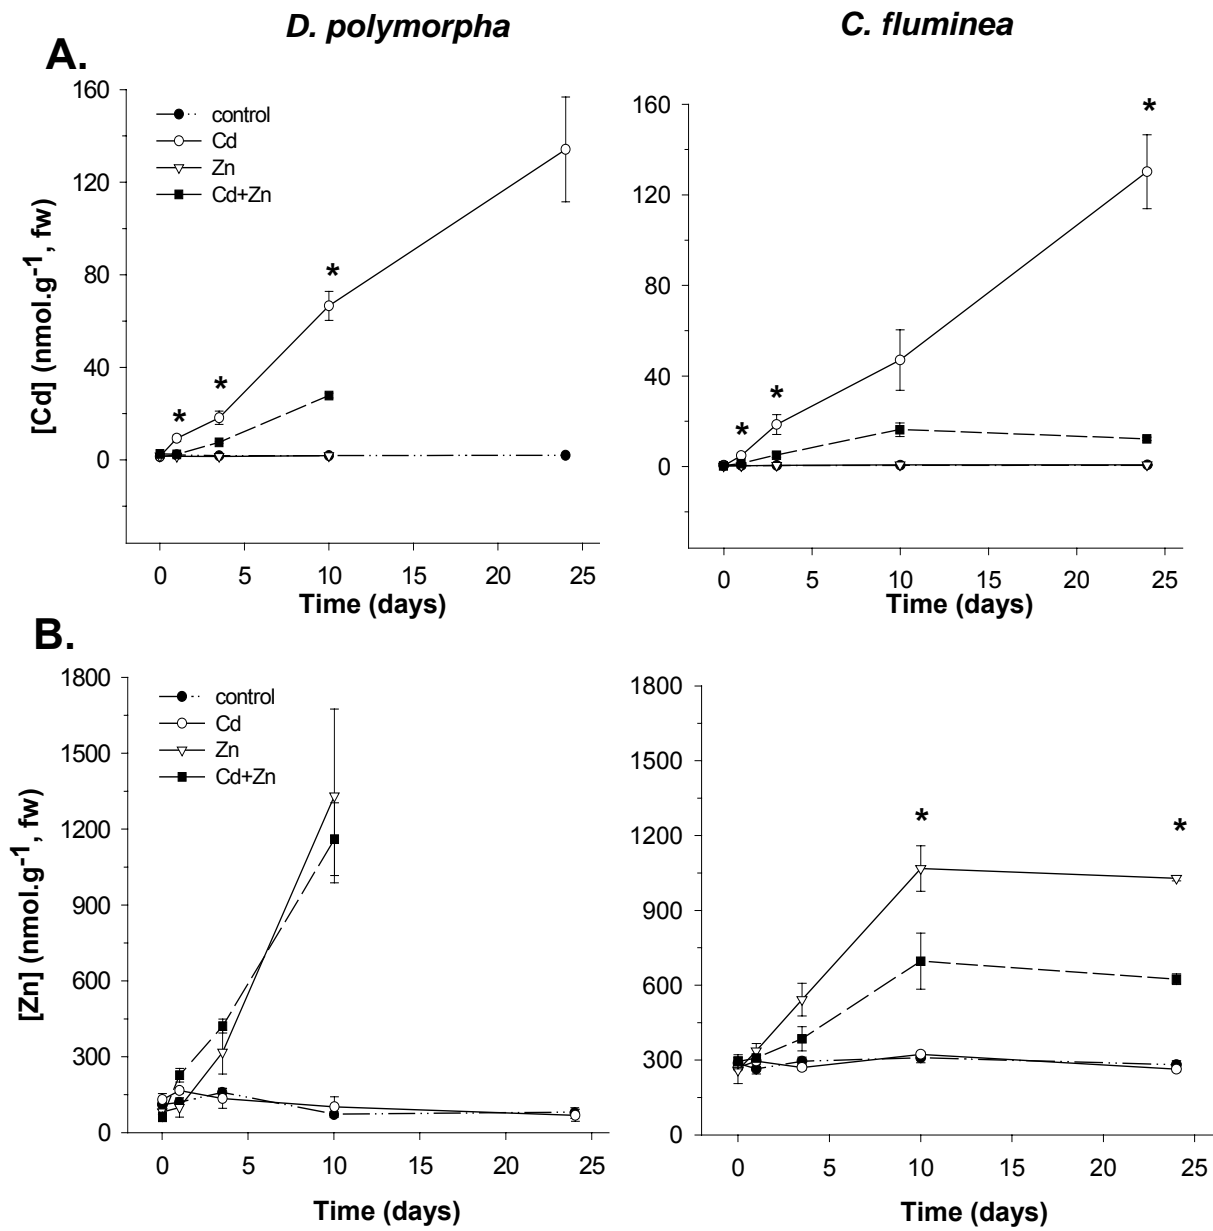 D. polymorpha
C. fluminea
A.
[Cd] (nmol.g-1, fw)
160
120
80
40
0
control
Cd
Zn
Cd+Zn
*
*
*
0 5 10 15 20 25
Time (days)
160
120
80
40
0
*
*
*
0 5 10 15 20 25
Time (days)
B.
[Zn] (nmol.g-1, fw)
1800
1500
1200
900
600
300
0
control
Cd
Zn
Cd+Zn
0 5 10 15 20 25
Time (days)
1800
1500
1200
900
600
300
0
*
*
0 5 10 15 20 25
Time (days)